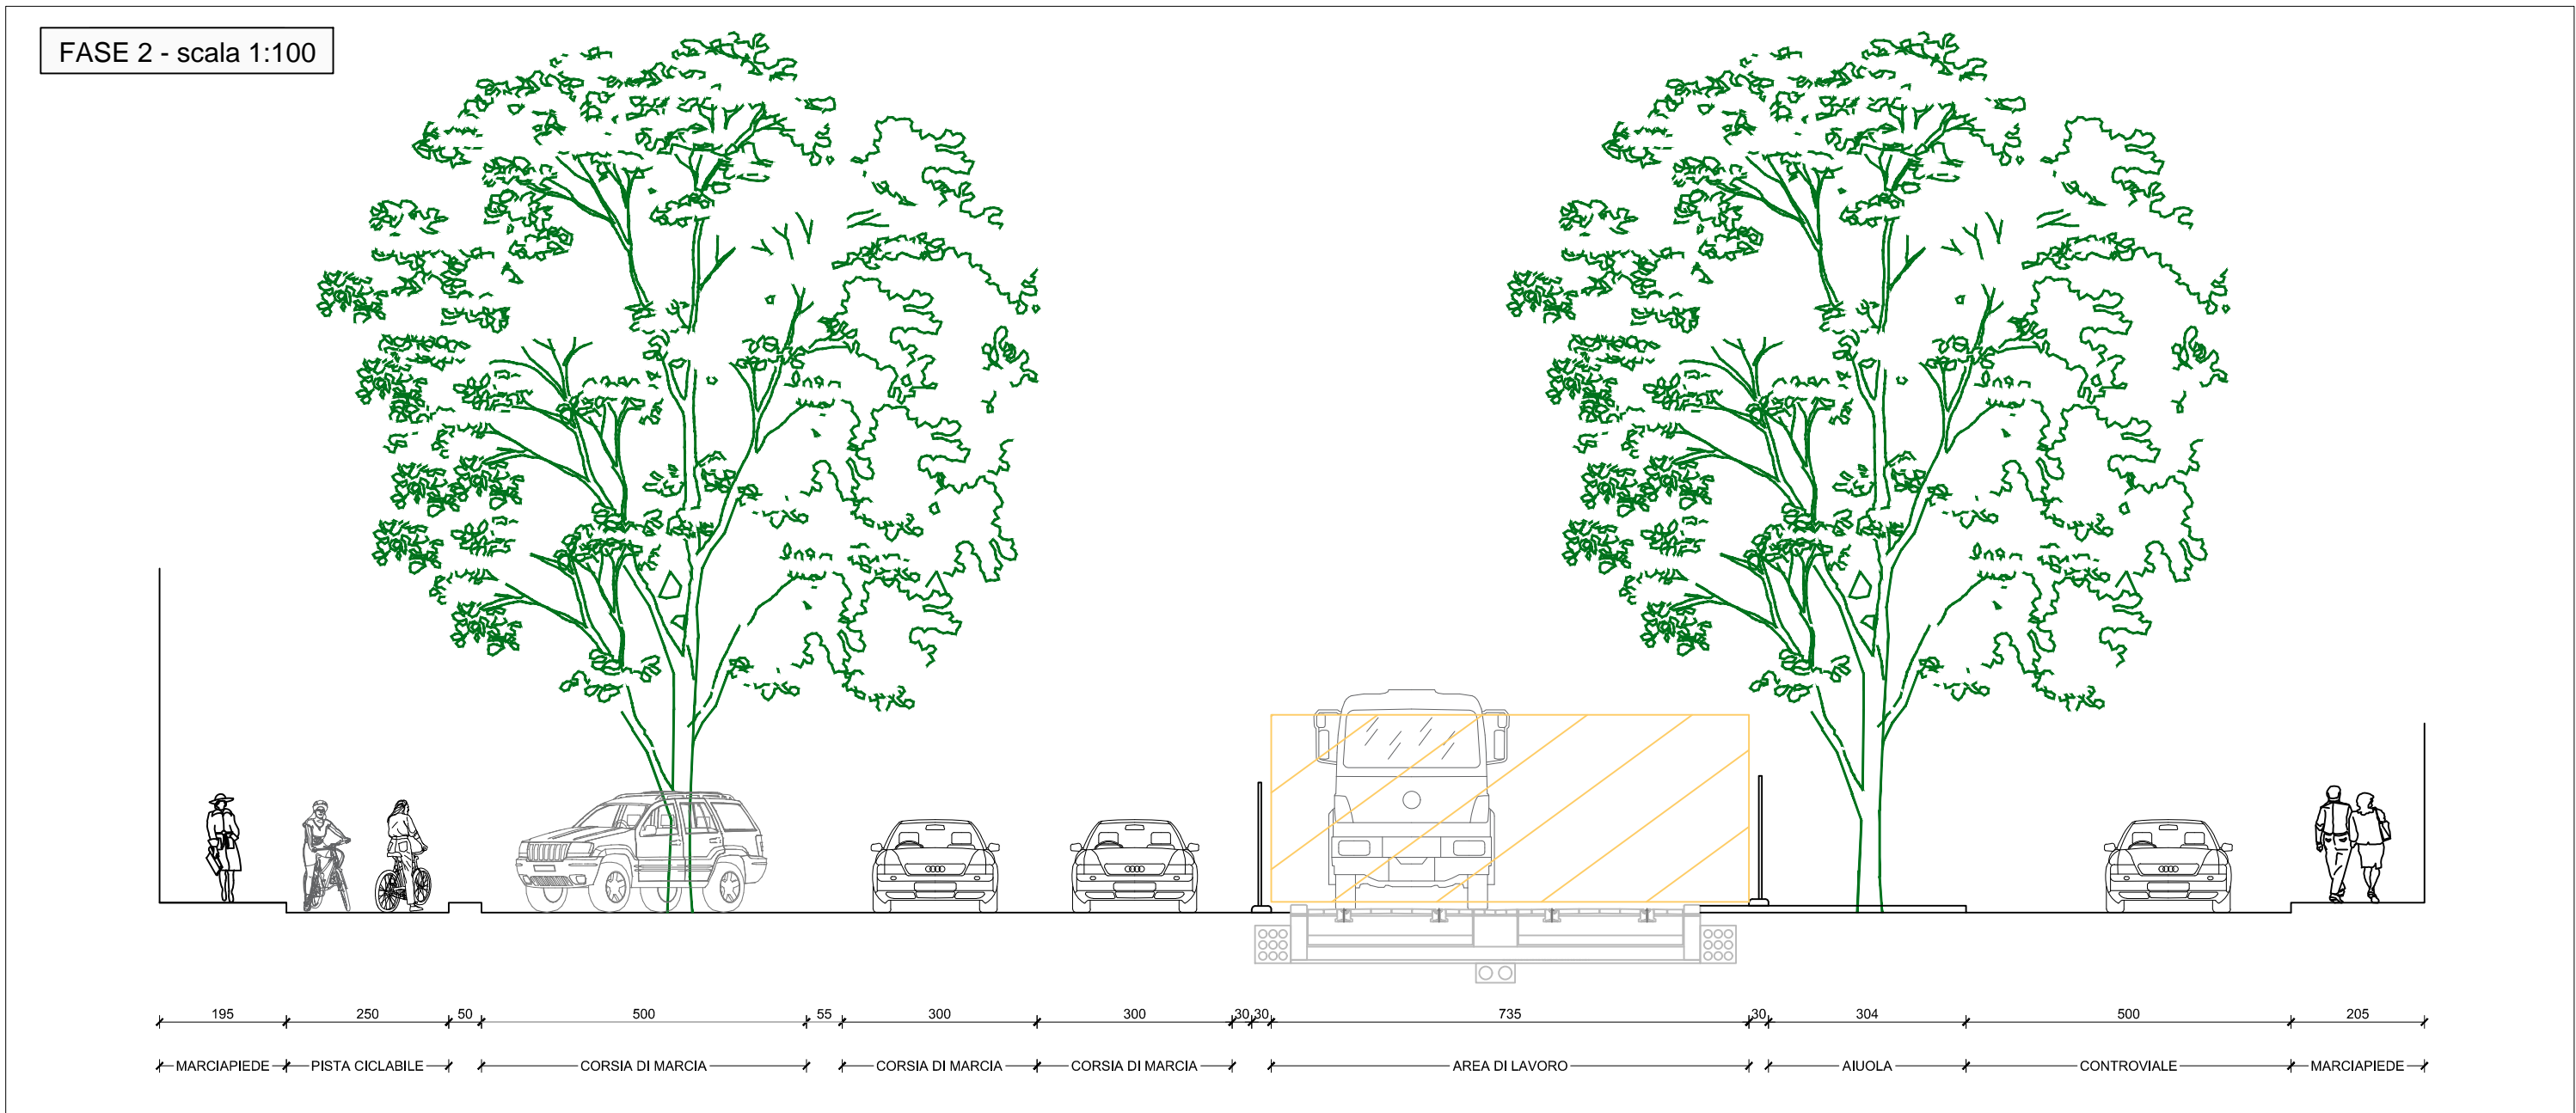 FASE 2 - scala 1:100
195 250 50 500 55 300 300 30 30 735 30 304 500 205
MARCIAPIEDE PISTA CICLABILE CORSIA DI MARCIA CORSIA DI MARCIA CORSIA DI MARCIA AREA DI LAVORO AIUOLA CONTROVIALE MARCIAPIEDE